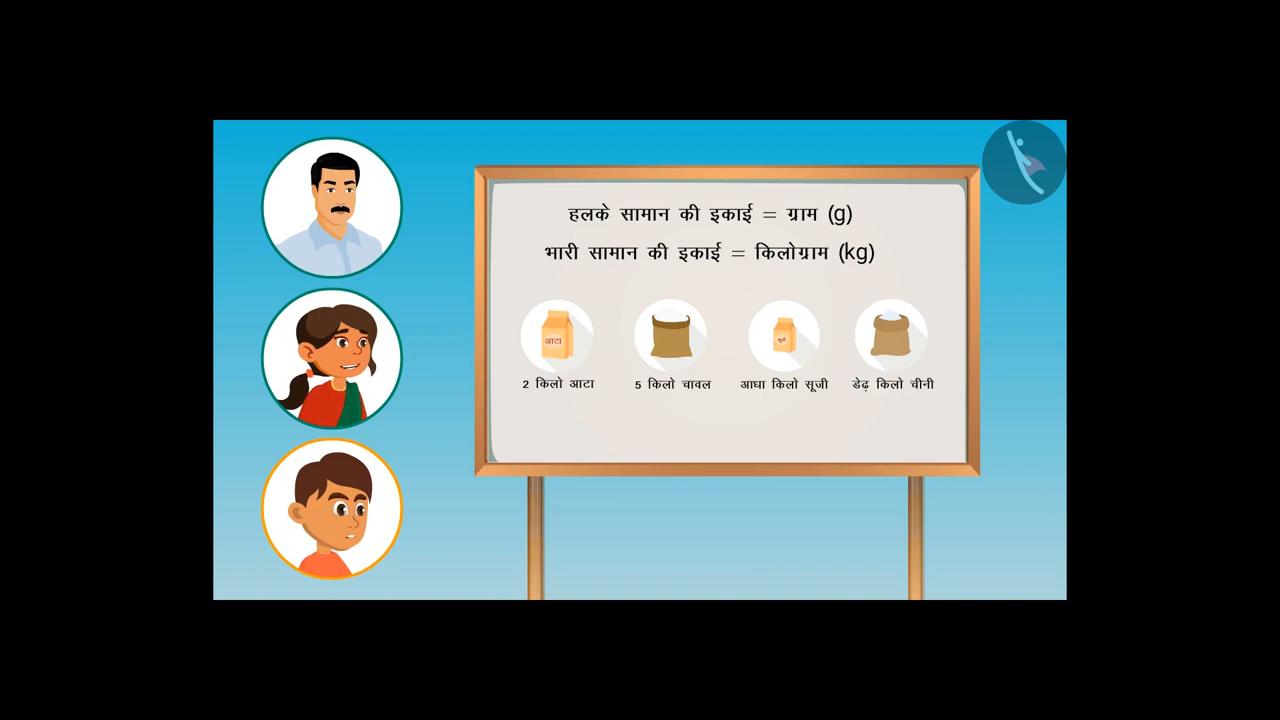 हलके सामान की इकाई = ग्राम (g)
भारी सामान की इकाई = किलोग्राम (kg)
आटा
सूजी
2 किलो आटा
5 किलो चावल
आधा किलो सूजी
डेढ़ किलो चीनी